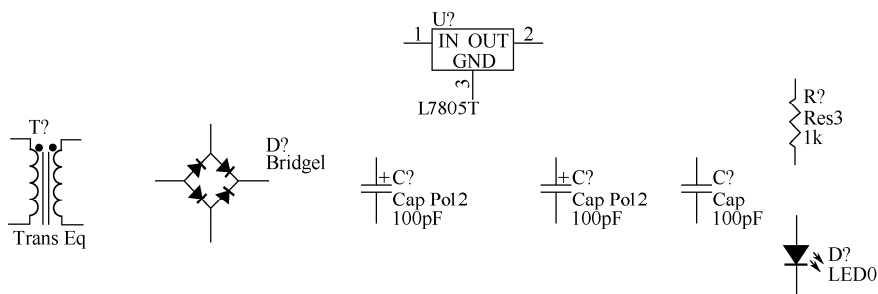 U?
1 IN OUT 2
GND
3
L7805T
T?
Trans Eq
D?
Bridgel
+ C?
Cap Pol2
100pF
+ C?
Cap Pol2
100pF
C?
Cap
100pF
R?
Res3
1k
D?
LED0